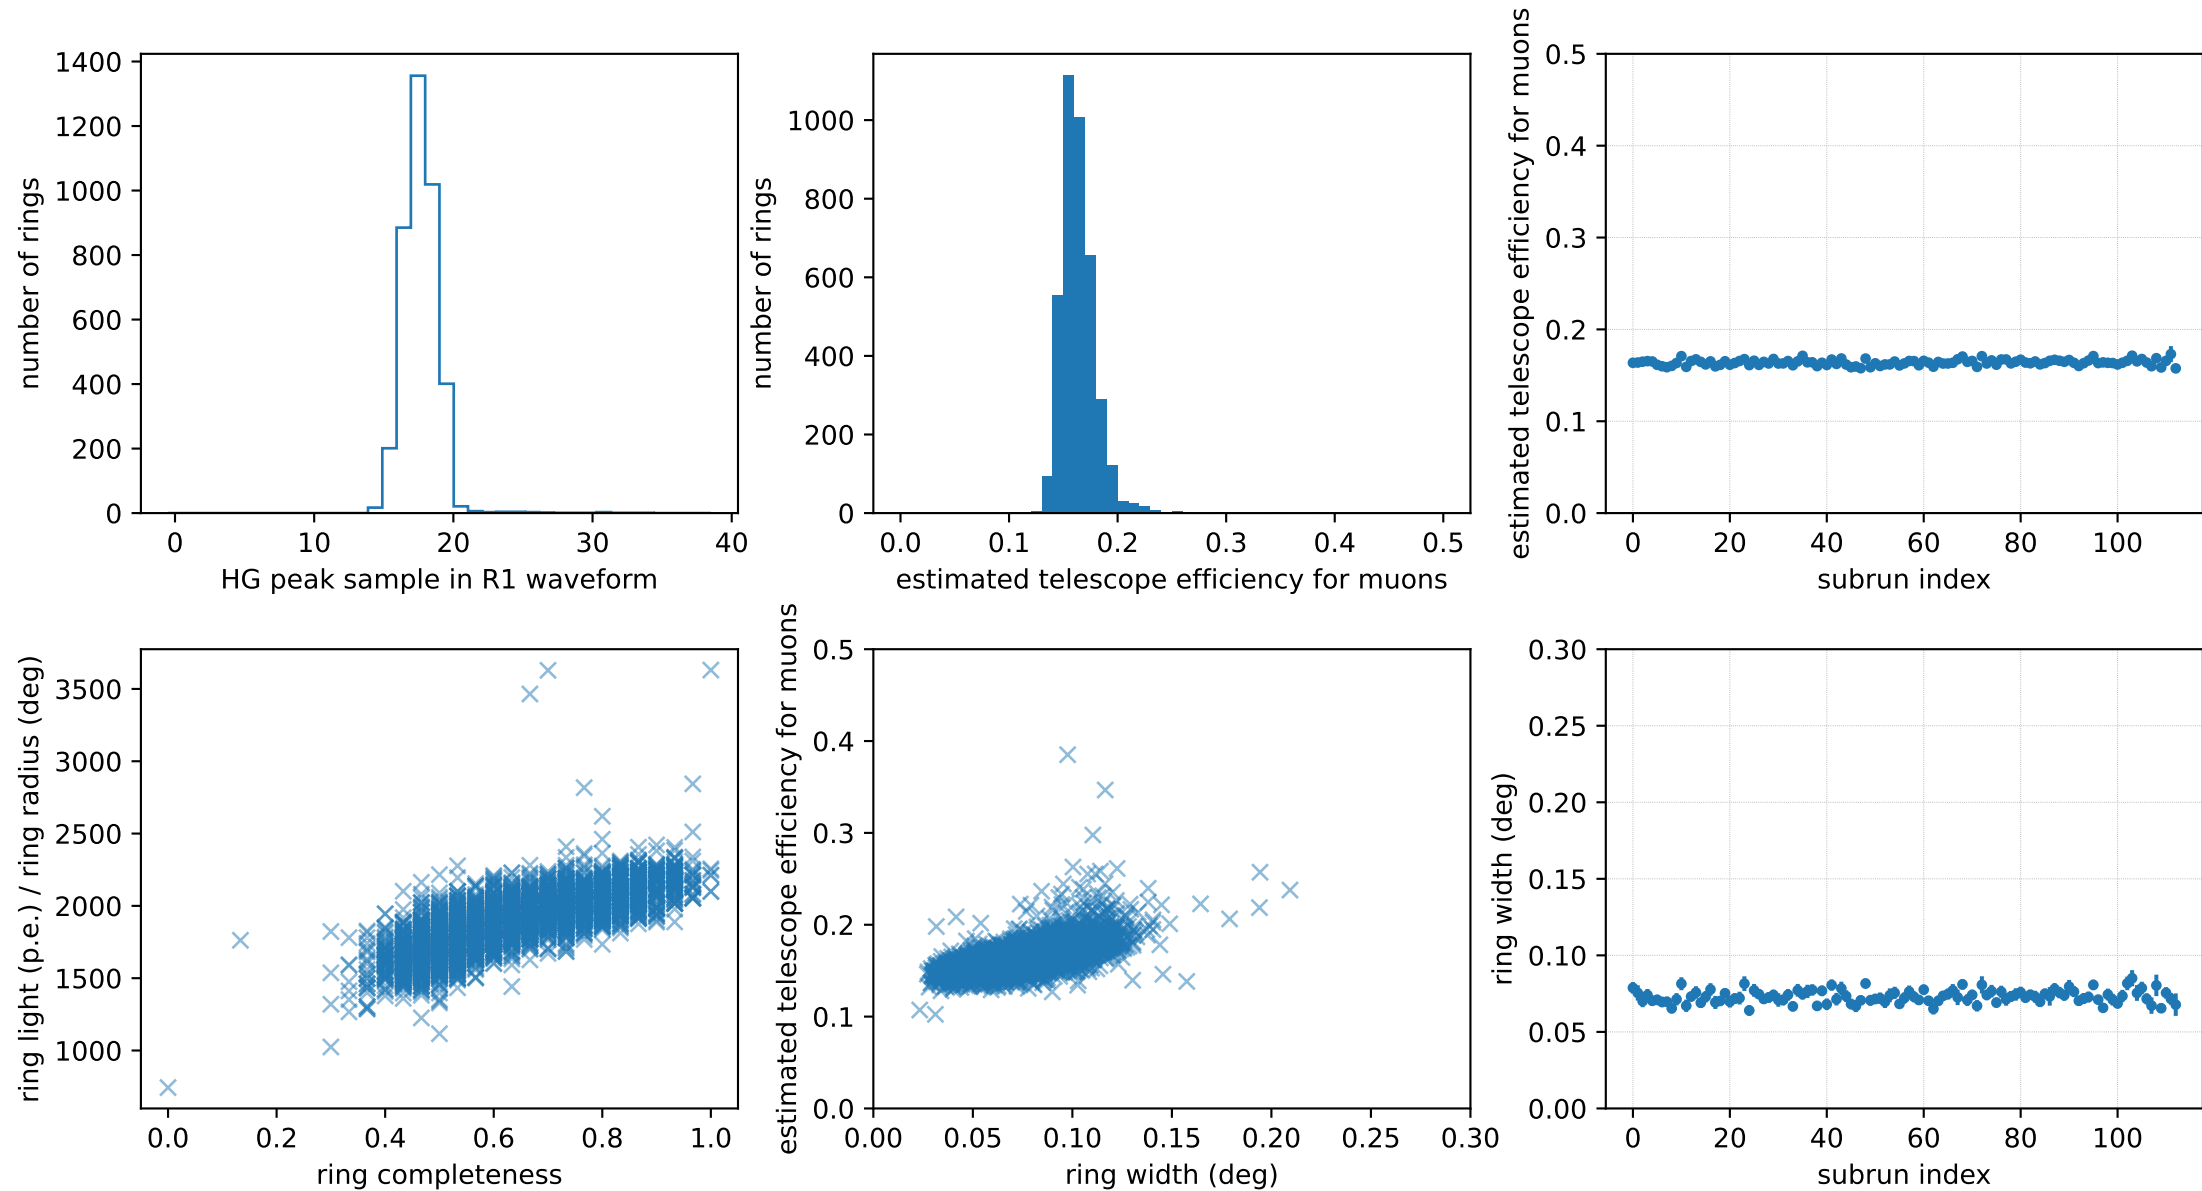 number of rings
1400
1200
1000
800
600
400
200
0
0 10 20 30 40
HG peak sample in R1 waveform
number of rings
1000
800
600
400
200
0
0.0 0.1 0.2 0.3 0.4 0.5
estimated telescope efficiency for muons
estimated telescope efficiency for muons
0.5
0.4
0.3
0.2
0.1
0.0
0 20 40 60 80 100
subrun index
ring light (p.e.) / ring radius (deg)
3500
3000
2500
2000
1500
1000
0.0 0.2 0.4 0.6 0.8 1.0
ring completeness
estimated telescope efficiency for muons
0.5
0.4
0.3
0.2
0.1
0.0
0.00 0.05 0.10 0.15 0.20 0.25 0.30
ring width (deg)
ring width (deg)
0.30
0.25
0.20
0.15
0.10
0.05
0.00
0 20 40 60 80 100
subrun index